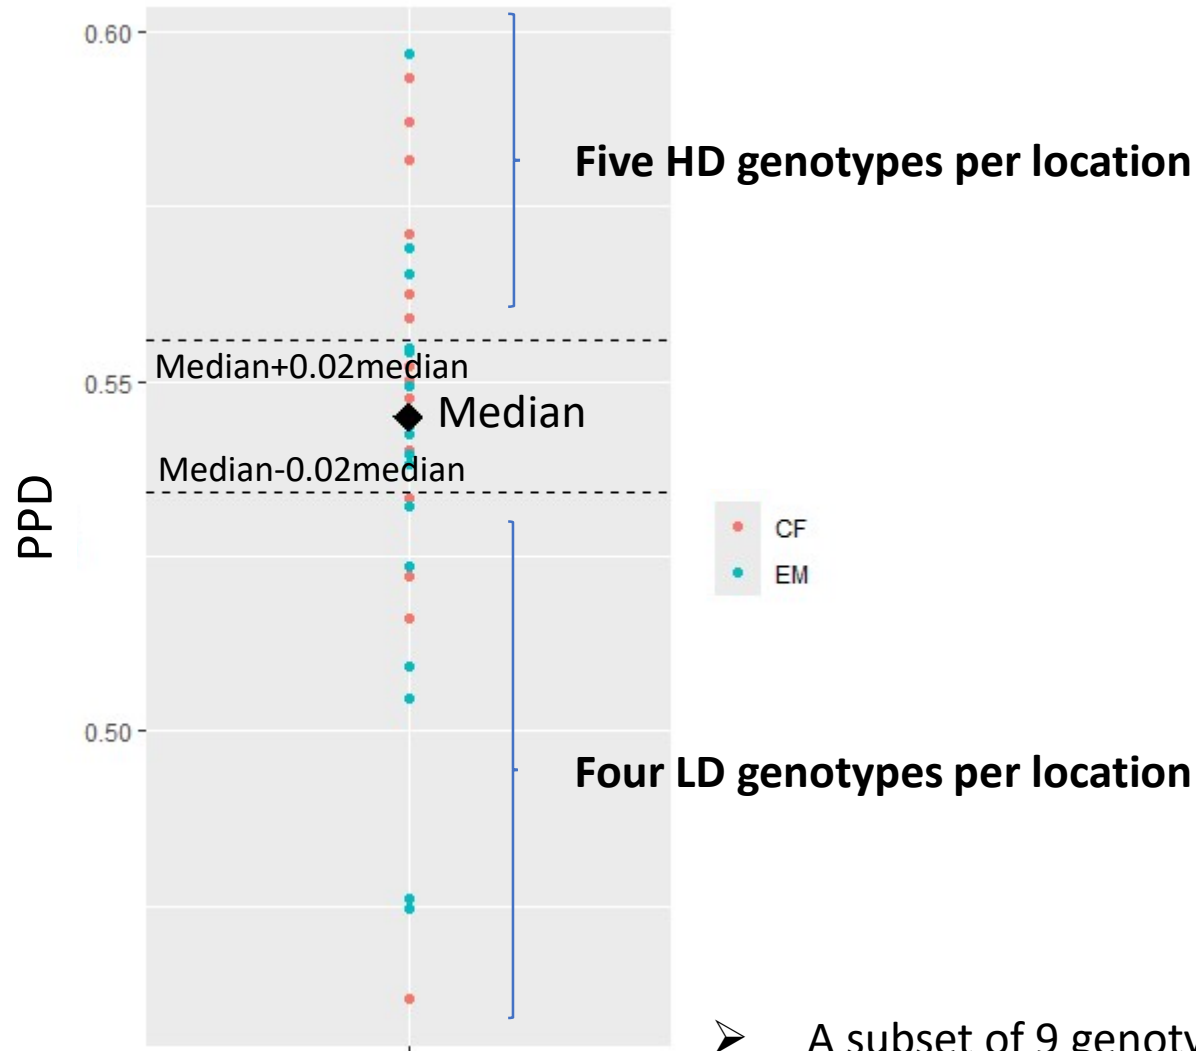 0.60
Five HD genotypes per location
Median+0.02median
0.55
Median
Median-0.02median
PPD
CF
EM
0.50
Four LD genotypes per location
➢ A subset of 9 genoty